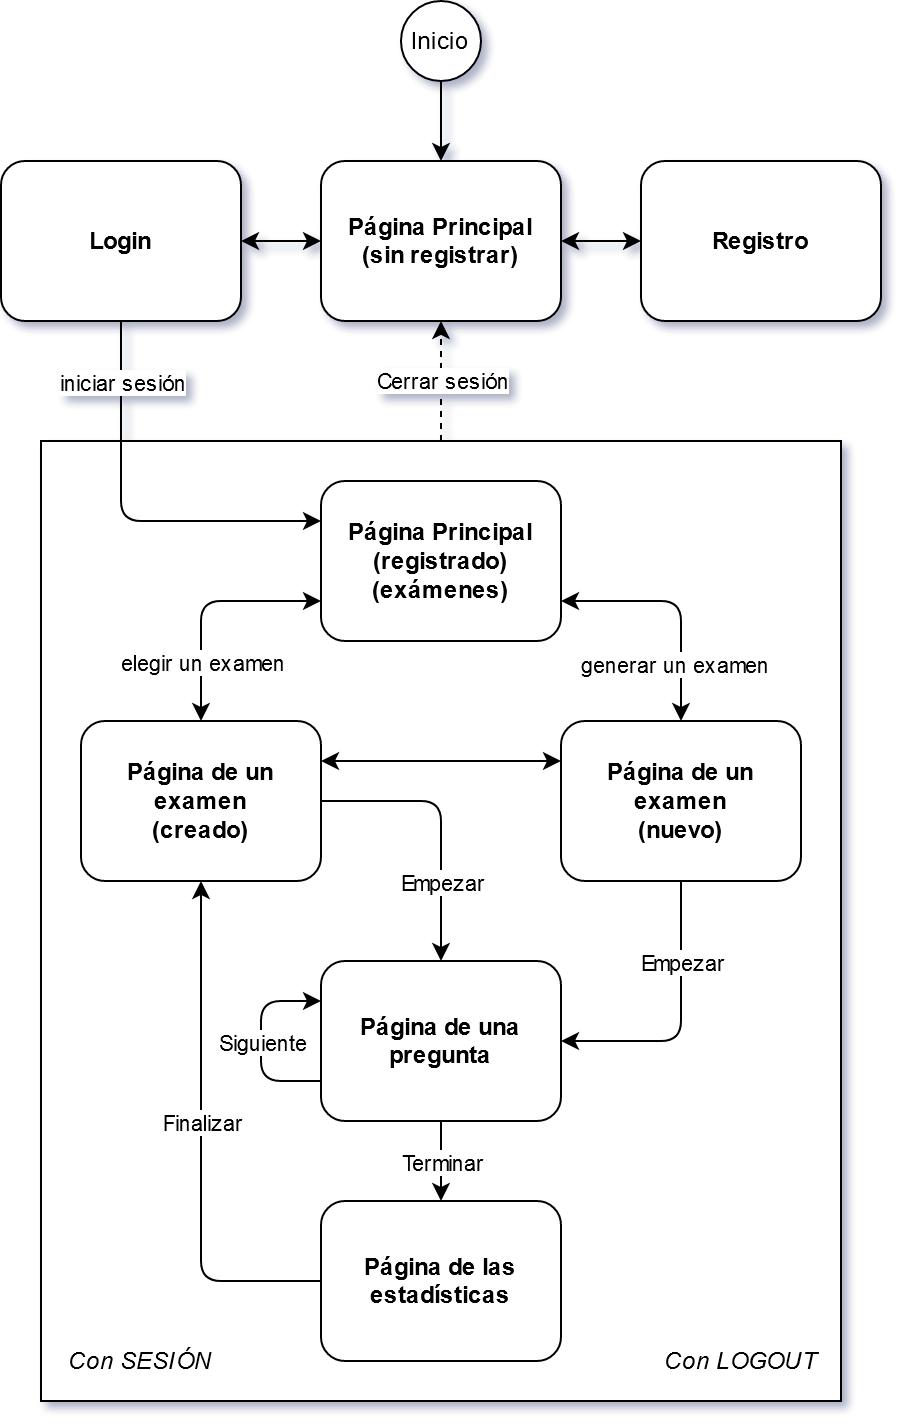 Inicio
Login
Página Principal
(sin registrar)
Registro
iniciar sesión
Cerrar sesión
Página Principal
(registrado)
(exámenes)
elegir un examen
generar un examen
Página de un
examen
(creado)
Página de un
examen
(nuevo)
Empezar
Empezar
Página de una
pregunta
Siguiente
Finalizar
Terminar
Página de las
estadísticas
Con SESIÓN
Con LOGOUT